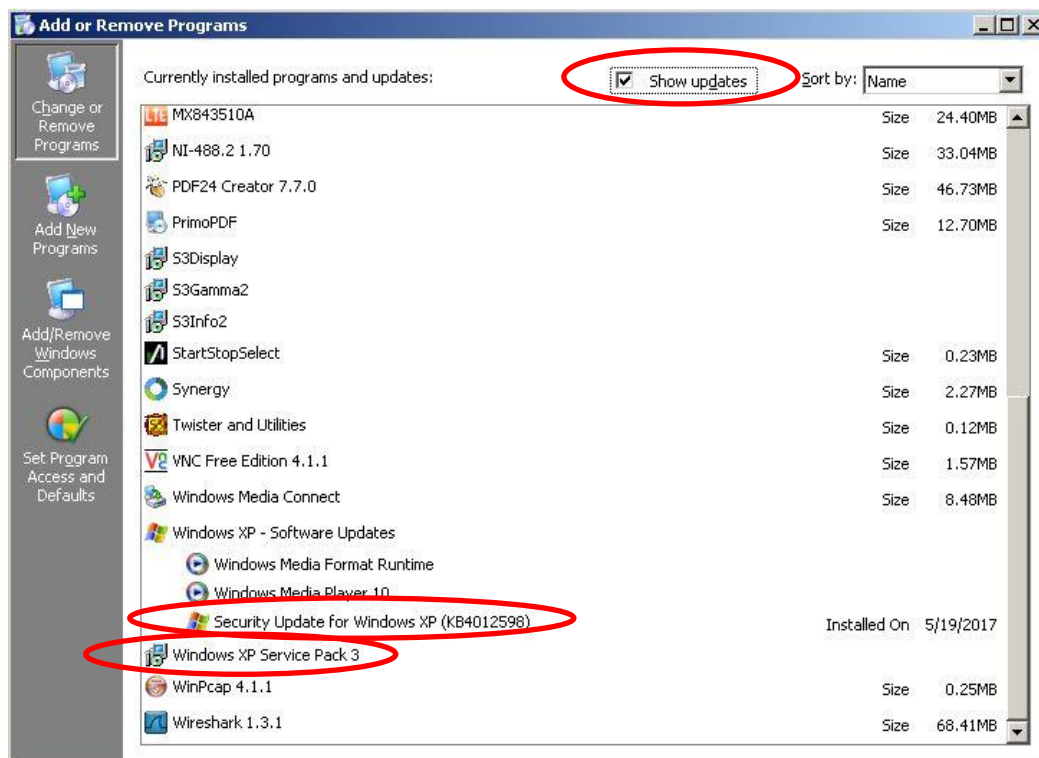 Add or Remove Programs
Change or
Remove
Programs
Add New
Programs
Add/Remove
Windows
Components
Set Program
Access and
Defaults
Currently installed programs and updates:
Show updates
Sort by: Name
MX843510A Size 24.40MB
NI-488.2 1.70 Size 33.04MB
PDF24 Creator 7.7.0 Size 46.73MB
PrimoPDF Size 12.70MB
S3Display
S3Gamma2
S3Info2
StartStopSelect Size 0.23MB
Synergy Size 2.27MB
Twister and Utilities Size 0.12MB
VNC Free Edition 4.1.1 Size 1.57MB
Windows Media Connect Size 8.48MB
Windows XP - Software Updates
Windows Media Format Runtime
Windows Media Player 10
Security Update for Windows XP (KB4012598) Installed On 5/19/2017
Windows XP Service Pack 3
WinPcap 4.1.1 Size 0.25MB
Wireshark 1.3.1 Size 68.41MB